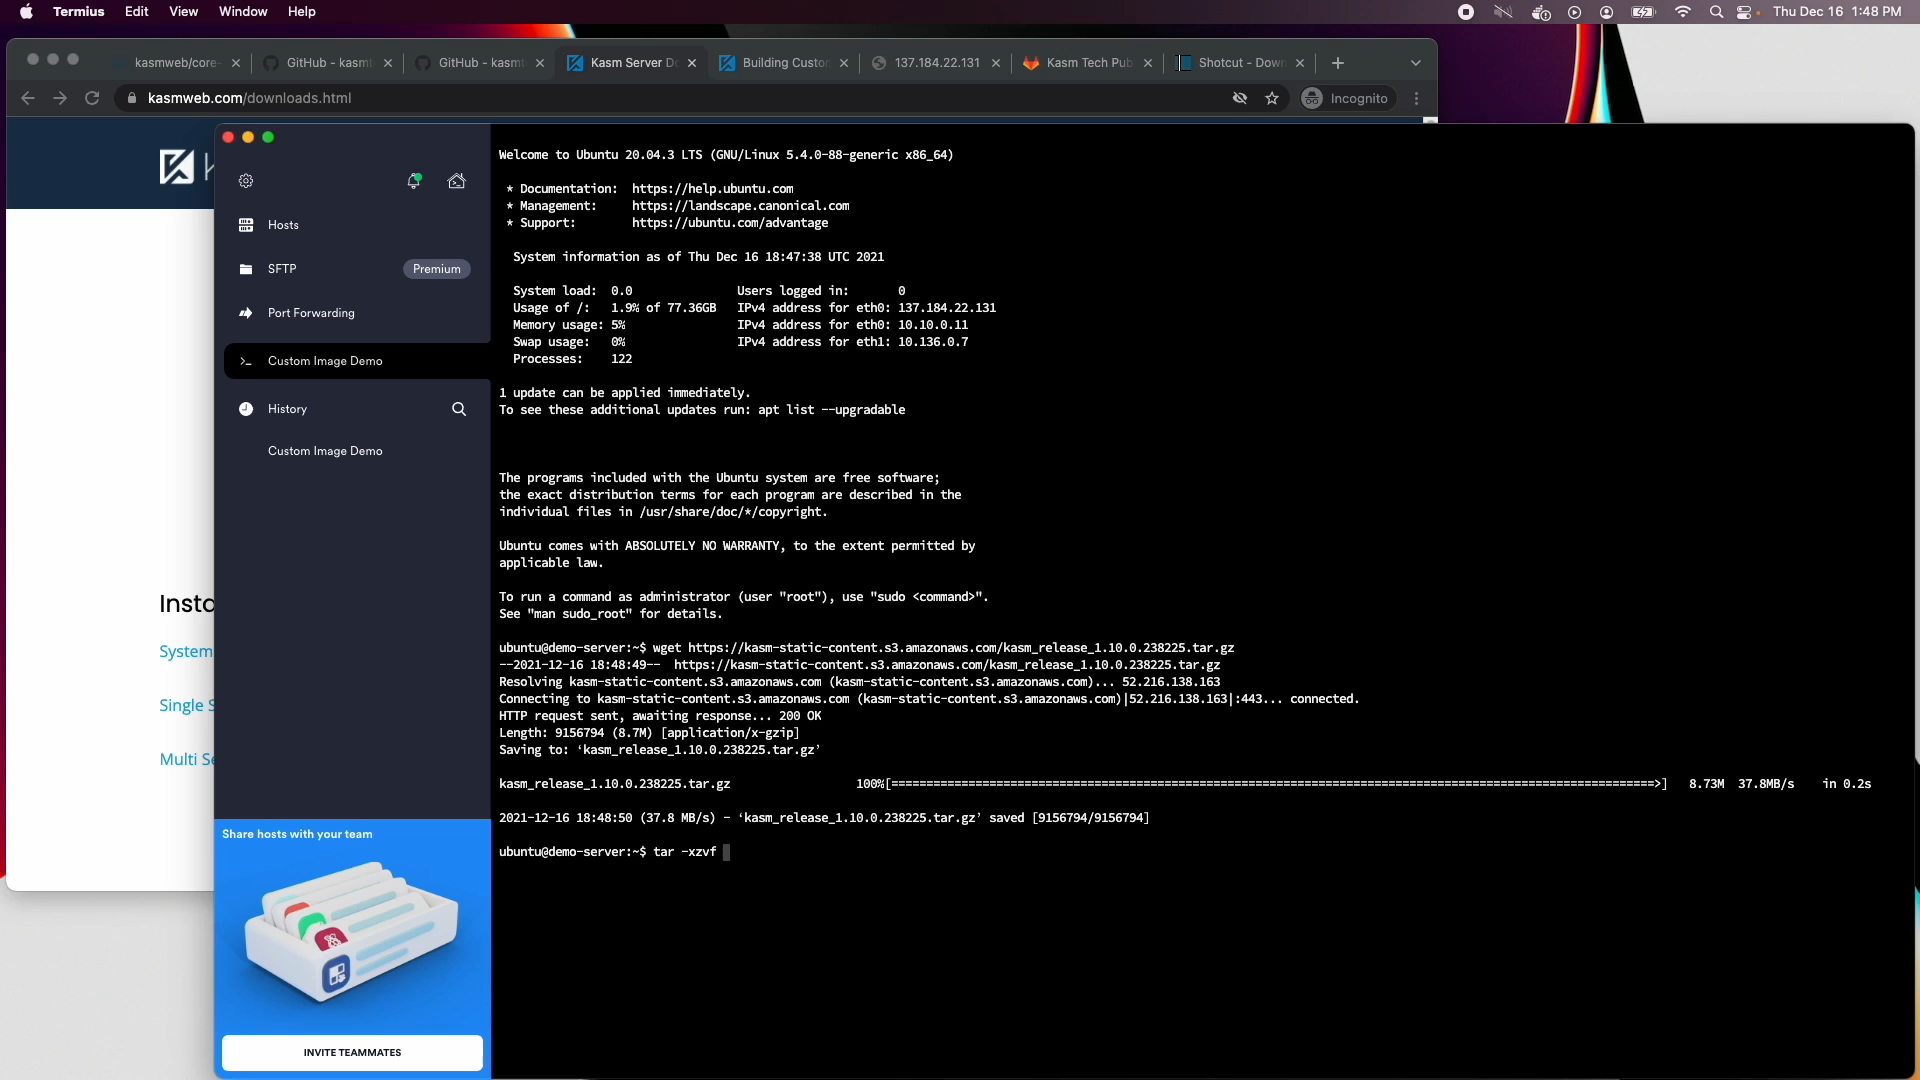 Termius Edit View Window Help
Thu Dec 16 1:48 PM
kasmweb/core-
GitHub - kasmt
GitHub - kasmt
Kasm Server Do
Building Custom
137.184.22.131
Kasm Tech Pub
Shotcut - Down
kasmweb.com/downloads.html
Incognito
Hosts
SFTP
Premium
Port Forwarding
Custom Image Demo
History
Custom Image Demo
Insta
System
Single S
Multi Se
Share hosts with your team
INVITE TEAMMATES
Welcome to Ubuntu 20.04.3 LTS (GNU/Linux 5.4.0-88-generic x86_64)
* Documentation: https://help.ubuntu.com
* Management: https://landscape.canonical.com
* Support: https://ubuntu.com/advantage
System information as of Thu Dec 16 18:47:38 UTC 2021
System load: 0.0 Users logged in: 0
Usage of /: 1.9% of 77.36GB IPv4 address for eth0: 137.184.22.131
Memory usage: 5% IPv4 address for eth0: 10.10.0.11
Swap usage: 0% IPv4 address for eth1: 10.136.0.7
Processes: 122
1 update can be applied immediately.
To see these additional updates run: apt list --upgradable
The programs included with the Ubuntu system are free software;
the exact distribution terms for each program are described in the
individual files in /usr/share/doc/*/copyright.
Ubuntu comes with ABSOLUTELY NO WARRANTY, to the extent permitted by
applicable law.
To run a command as administrator (user "root"), use "sudo <command>".
See "man sudo_root" for details.
ubuntu@demo-server:~$ wget https://kasm-static-content.s3.amazonaws.com/kasm_release_1.10.0.238225.tar.gz
--2021-12-16 18:48:49-- https://kasm-static-content.s3.amazonaws.com/kasm_release_1.10.0.238225.tar.gz
Resolving kasm-static-content.s3.amazonaws.com (kasm-static-content.s3.amazonaws.com)... 52.216.138.163
Connecting to kasm-static-content.s3.amazonaws.com (kasm-static-content.s3.amazonaws.com)|52.216.138.163|:443... connected.
HTTP request sent, awaiting response... 200 OK
Length: 9156794 (8.7M) [application/x-gzip]
Saving to: ‘kasm_release_1.10.0.238225.tar.gz’
kasm_release_1.10.0.238225.tar.gz 100%[=============================================================================================================>] 8.73M 37.8MB/s in 0.2s
2021-12-16 18:48:50 (37.8 MB/s) - ‘kasm_release_1.10.0.238225.tar.gz’ saved [9156794/9156794]
ubuntu@demo-server:~$ tar -xzvf